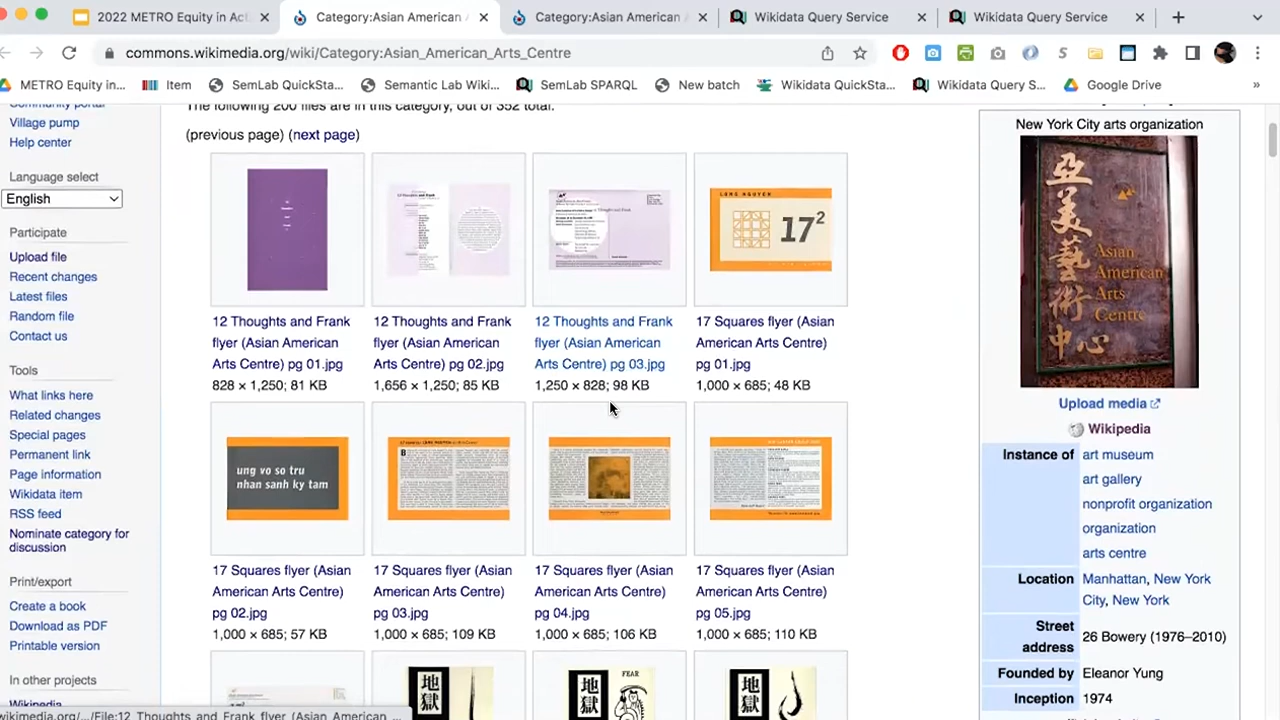 2022 METRO Equity in Act
Category:Asian American A
Category:Asian American
Wikidata Query Service
Wikidata Query Service
commons.wikimedia.org/wiki/Category:Asian_American_Arts_Centre
METRO Equity in...
Item
SemLab QuickSta...
Semantic Lab Wiki...
SemLab SPARQL
New batch
Wikidata QuickSta...
Wikidata Query S...
Google Drive
»
Community portal
Village pump
Help center
Language select
English
Participate
Upload file
Recent changes
Latest files
Random file
Contact us
Tools
What links here
Related changes
Special pages
Permanent link
Page information
Wikidata item
RSS feed
Nominate category for
discussion
Print/export
Create a book
Download as PDF
Printable version
In other projects
Wikipedia
The following 200 files are in this category, out of 352 total.
(previous page) (next page)
LONG NGUYEN
17²
12 Thoughts and Frank
flyer (Asian American
Arts Centre) pg 01.jpg
828 × 1,250; 81 KB
12 Thoughts and Frank
flyer (Asian American
Arts Centre) pg 02.jpg
1,656 × 1,250; 85 KB
12 Thoughts and Frank
flyer (Asian American
Arts Centre) pg 03.jpg
1,250 × 828; 98 KB
17 Squares flyer (Asian
American Arts Centre)
pg 01.jpg
1,000 × 685; 48 KB
ung vo so tru
nhan sanh ky tam
17 Squares flyer (Asian
American Arts Centre)
pg 02.jpg
1,000 × 685; 57 KB
17 Squares flyer (Asian
American Arts Centre)
pg 03.jpg
1,000 × 685; 109 KB
17 Squares flyer (Asian
American Arts Centre)
pg 04.jpg
1,000 × 685; 106 KB
17 Squares flyer (Asian
American Arts Centre)
pg 05.jpg
1,000 × 685; 110 KB
地獄
地獄
FEAR
地獄
New York City arts organization
亞美藝術中心
Asian
American
Arts
Centre
Upload media
Wikipedia
Instance of
art museum
art gallery
nonprofit organization
organization
arts centre
Location
Manhattan, New York
City, New York
Street
address
26 Bowery (1976–2010)
Founded by
Eleanor Yung
Inception
1974
wikimedia.org/.../File:12_Thoughts_and_Frank_flyer_(Asian_American_...